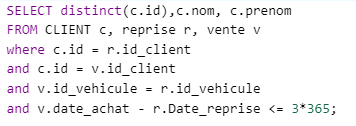 SELECT distinct(c.id),c.nom, c.prenom
FROM CLIENT c, reprise r, vente v
where c.id = r.id_client
and c.id = v.id_client
and v.id_vehicule = r.id_vehicule
and v.date_achat - r.Date_reprise <= 3*365;